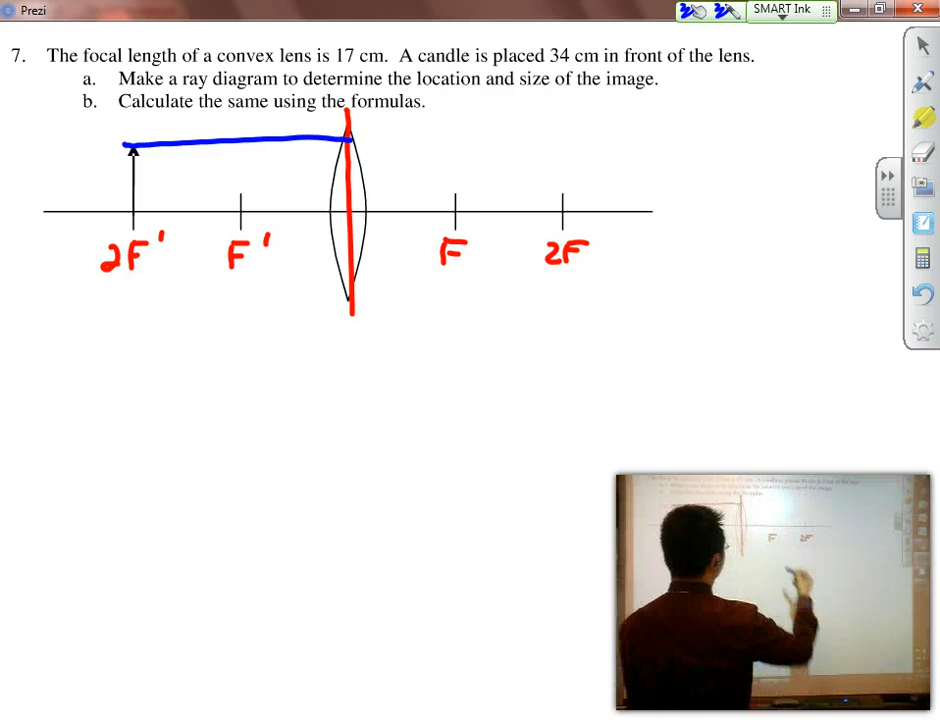 Prezi
SMART Ink
7. The focal length of a convex lens is 17 cm. A candle is placed 34 cm in front of the lens.
a. Make a ray diagram to determine the location and size of the image.
b. Calculate the same using the formulas.
2F' F' F 2F
F 2F